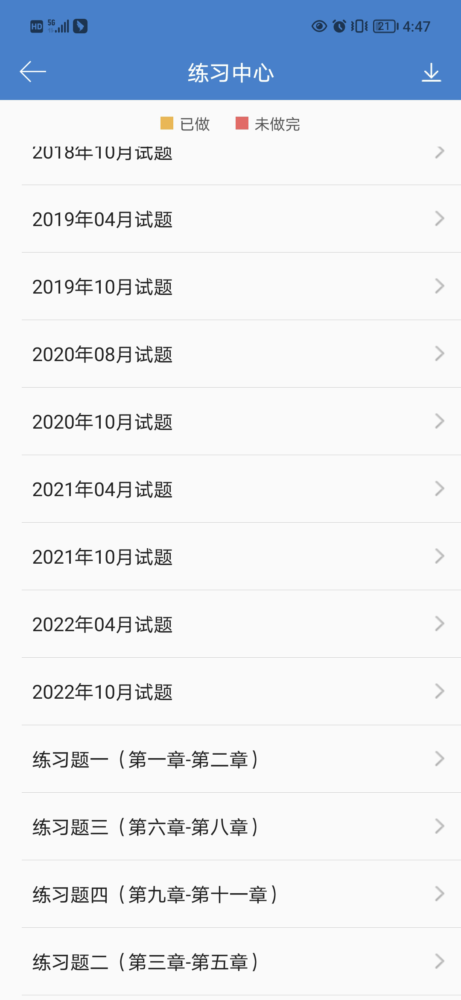 HD 5G 21 4:47
练习中心
已做 未做完
2018年10月试题
2019年04月试题
2019年10月试题
2020年08月试题
2020年10月试题
2021年04月试题
2021年10月试题
2022年04月试题
2022年10月试题
练习题一（第一章-第二章）
练习题三（第六章-第八章）
练习题四（第九章-第十一章）
练习题二（第三章-第五章）